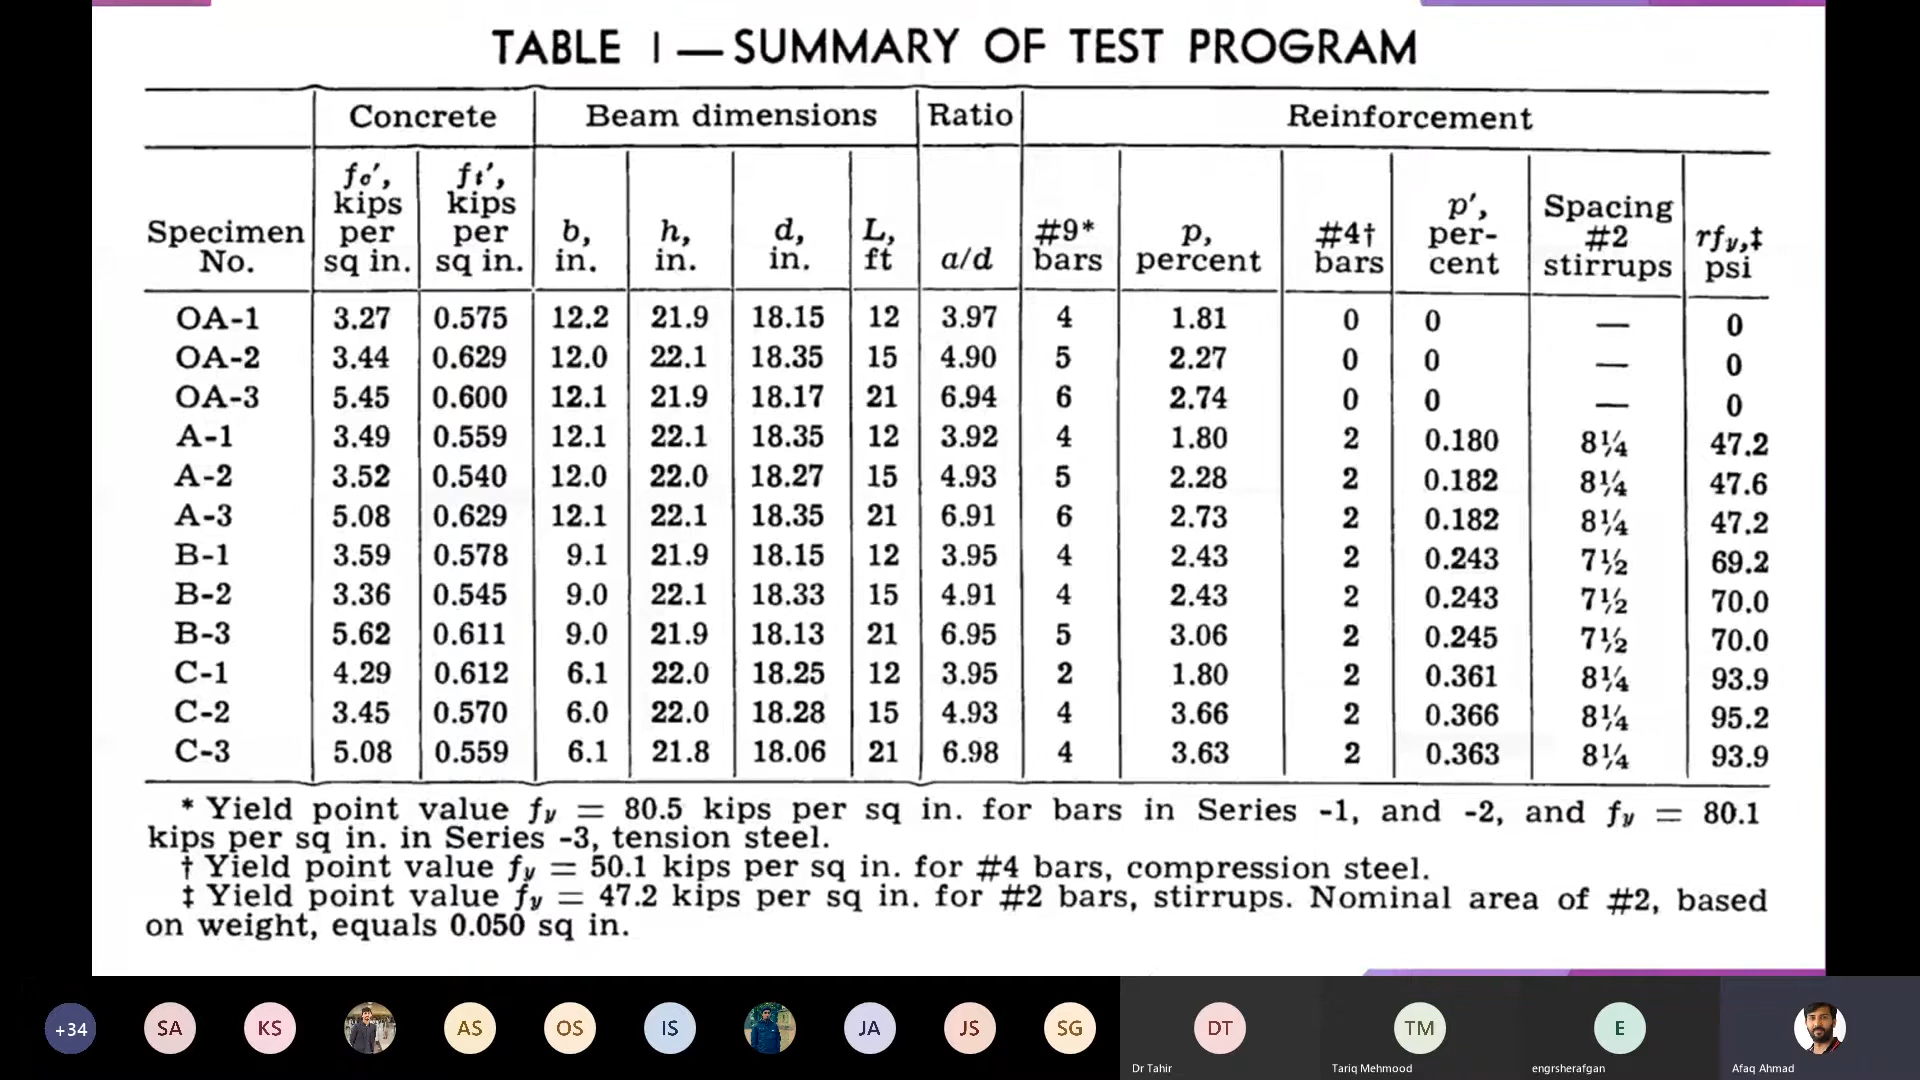 TABLE I — SUMMARY OF TEST PROGRAM
Concrete Beam dimensions Ratio Reinforcement
Specimen No. fc′, kips per sq in. ft′, kips per sq in. b, in. h, in. d, in. L, ft a/d #9* bars p, percent #4† bars p′, per-cent Spacing #2 stirrups rfy,‡ psi
OA-1 3.27 0.575 12.2 21.9 18.15 12 3.97 4 1.81 0 0 — 0
OA-2 3.44 0.629 12.0 22.1 18.35 15 4.90 5 2.27 0 0 — 0
OA-3 5.45 0.600 12.1 21.9 18.17 21 6.94 6 2.74 0 0 — 0
A-1 3.49 0.559 12.1 22.1 18.35 12 3.92 4 1.80 2 0.180 8¼ 47.2
A-2 3.52 0.540 12.0 22.0 18.27 15 4.93 5 2.28 2 0.182 8¼ 47.6
A-3 5.08 0.629 12.1 22.1 18.35 21 6.91 6 2.73 2 0.182 8¼ 47.2
B-1 3.59 0.578 9.1 21.9 18.15 12 3.95 4 2.43 2 0.243 7½ 69.2
B-2 3.36 0.545 9.0 22.1 18.33 15 4.91 4 2.43 2 0.243 7½ 70.0
B-3 5.62 0.611 9.0 21.9 18.13 21 6.95 5 3.06 2 0.245 7½ 70.0
C-1 4.29 0.612 6.1 22.0 18.25 12 3.95 2 1.80 2 0.361 8¼ 93.9
C-2 3.45 0.570 6.0 22.0 18.28 15 4.93 4 3.66 2 0.366 8¼ 95.2
C-3 5.08 0.559 6.1 21.8 18.06 21 6.98 4 3.63 2 0.363 8¼ 93.9
* Yield point value fy = 80.5 kips per sq in. for bars in Series -1, and -2, and fy = 80.1
kips per sq in. in Series -3, tension steel.
† Yield point value fy = 50.1 kips per sq in. for #4 bars, compression steel.
‡ Yield point value fy = 47.2 kips per sq in. for #2 bars, stirrups. Nominal area of #2, based
on weight, equals 0.050 sq in.
+34 SA KS AS OS IS JA JS SG DT TM E
Dr Tahir Tariq Mehmood engrsherafgan Afaq Ahmad